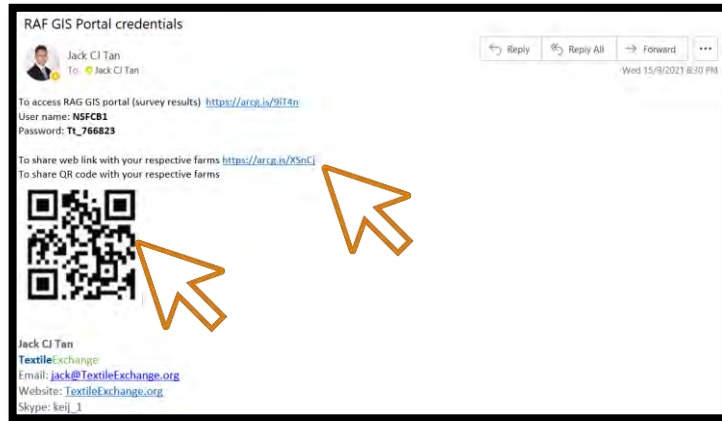 RAF GIS Portal credentials
Jack CJ Tan
To Jack CJ Tan
Reply Reply All Forward ...
Wed 15/9/2021 8:30 PM
To access RAG GIS portal (survey results) https://arcg.is/9iT4n
User name: NSFCB1
Password: Tt_766823
To share web link with your respective farms https://arcg.is/XSnCj
To share QR code with your respective farms
Jack CJ Tan
TextileExchange
Email: jack@TextileExchange.org
Website: TextileExchange.org
Skype: keij_1